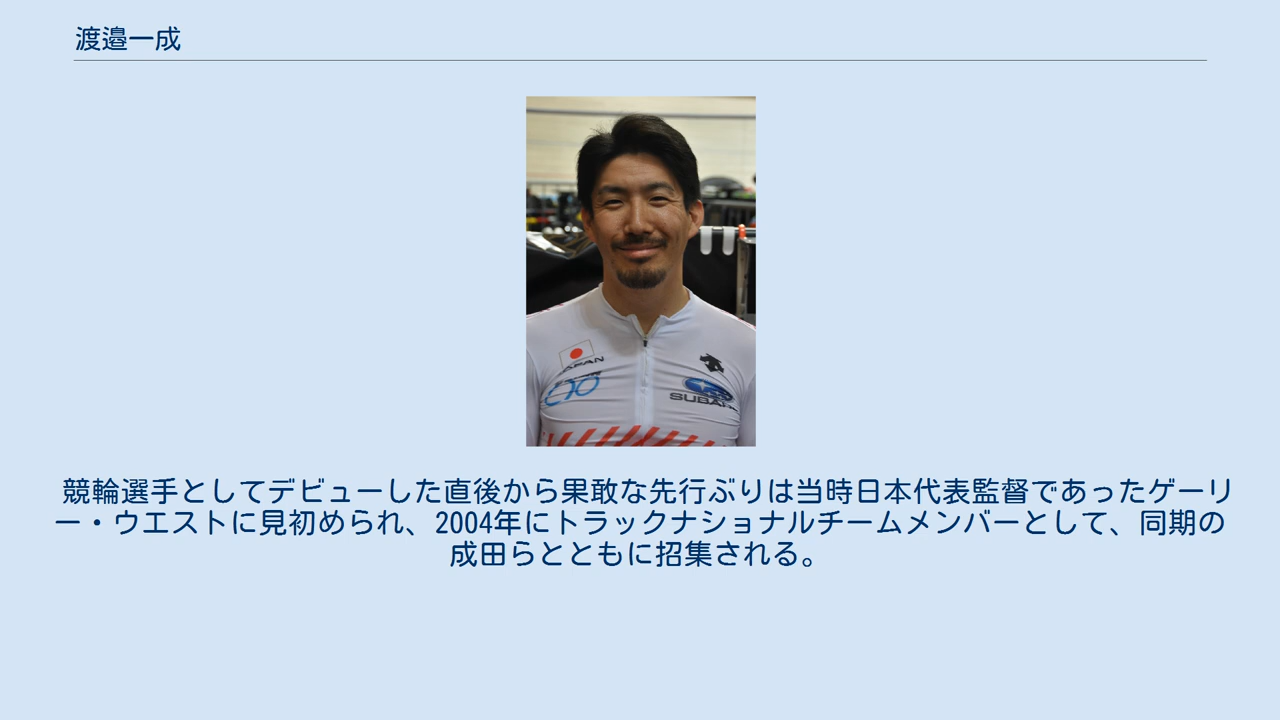 渡邉一成
JAPAN
SUBARU
競輪選手としてデビューした直後から果敢な先行ぶりは当時日本代表監督であったゲーリ
ー・ウエストに見初められ、2004年にトラックナショナルチームメンバーとして、同期の
成田らとともに招集される。